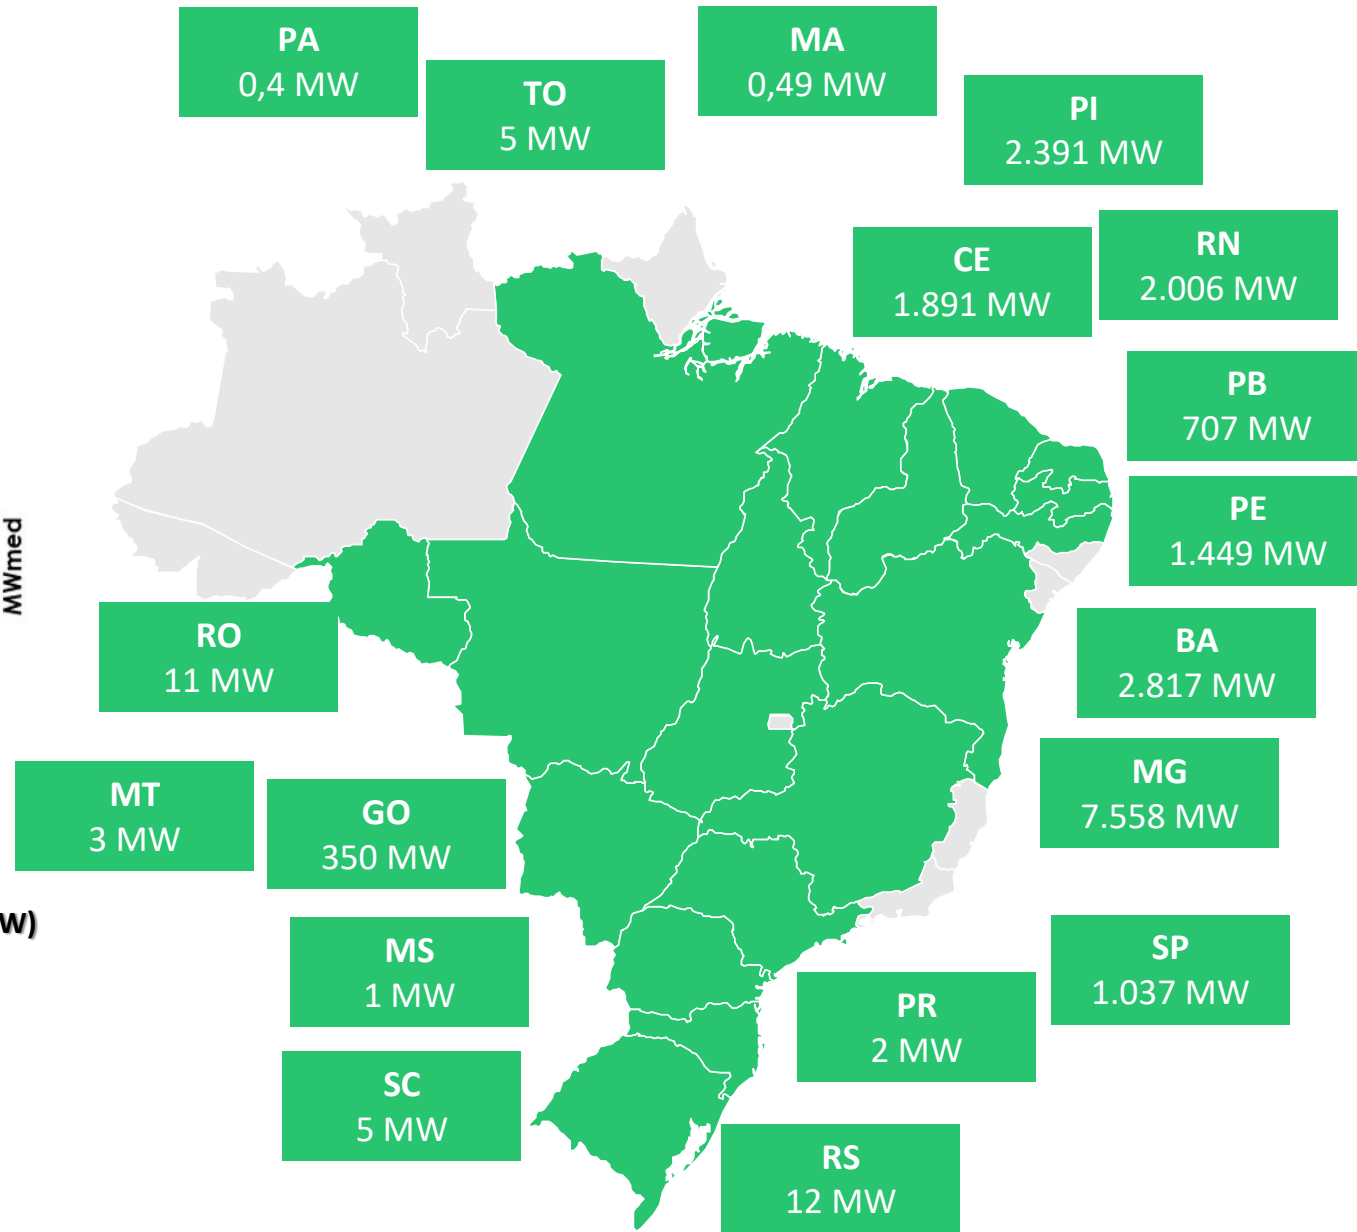 PA
0,4 MW
TO
5 MW
MA
0,49 MW
PI
2.391 MW
CE
1.891 MW
RN
2.006 MW
PB
707 MW
PE
1.449 MW
MWmed
RO
11 MW
BA
2.817 MW
MT
3 MW
GO
350 MW
MG
7.558 MW
W)
MS
1 MW
SP
1.037 MW
PR
2 MW
SC
5 MW
RS
12 MW